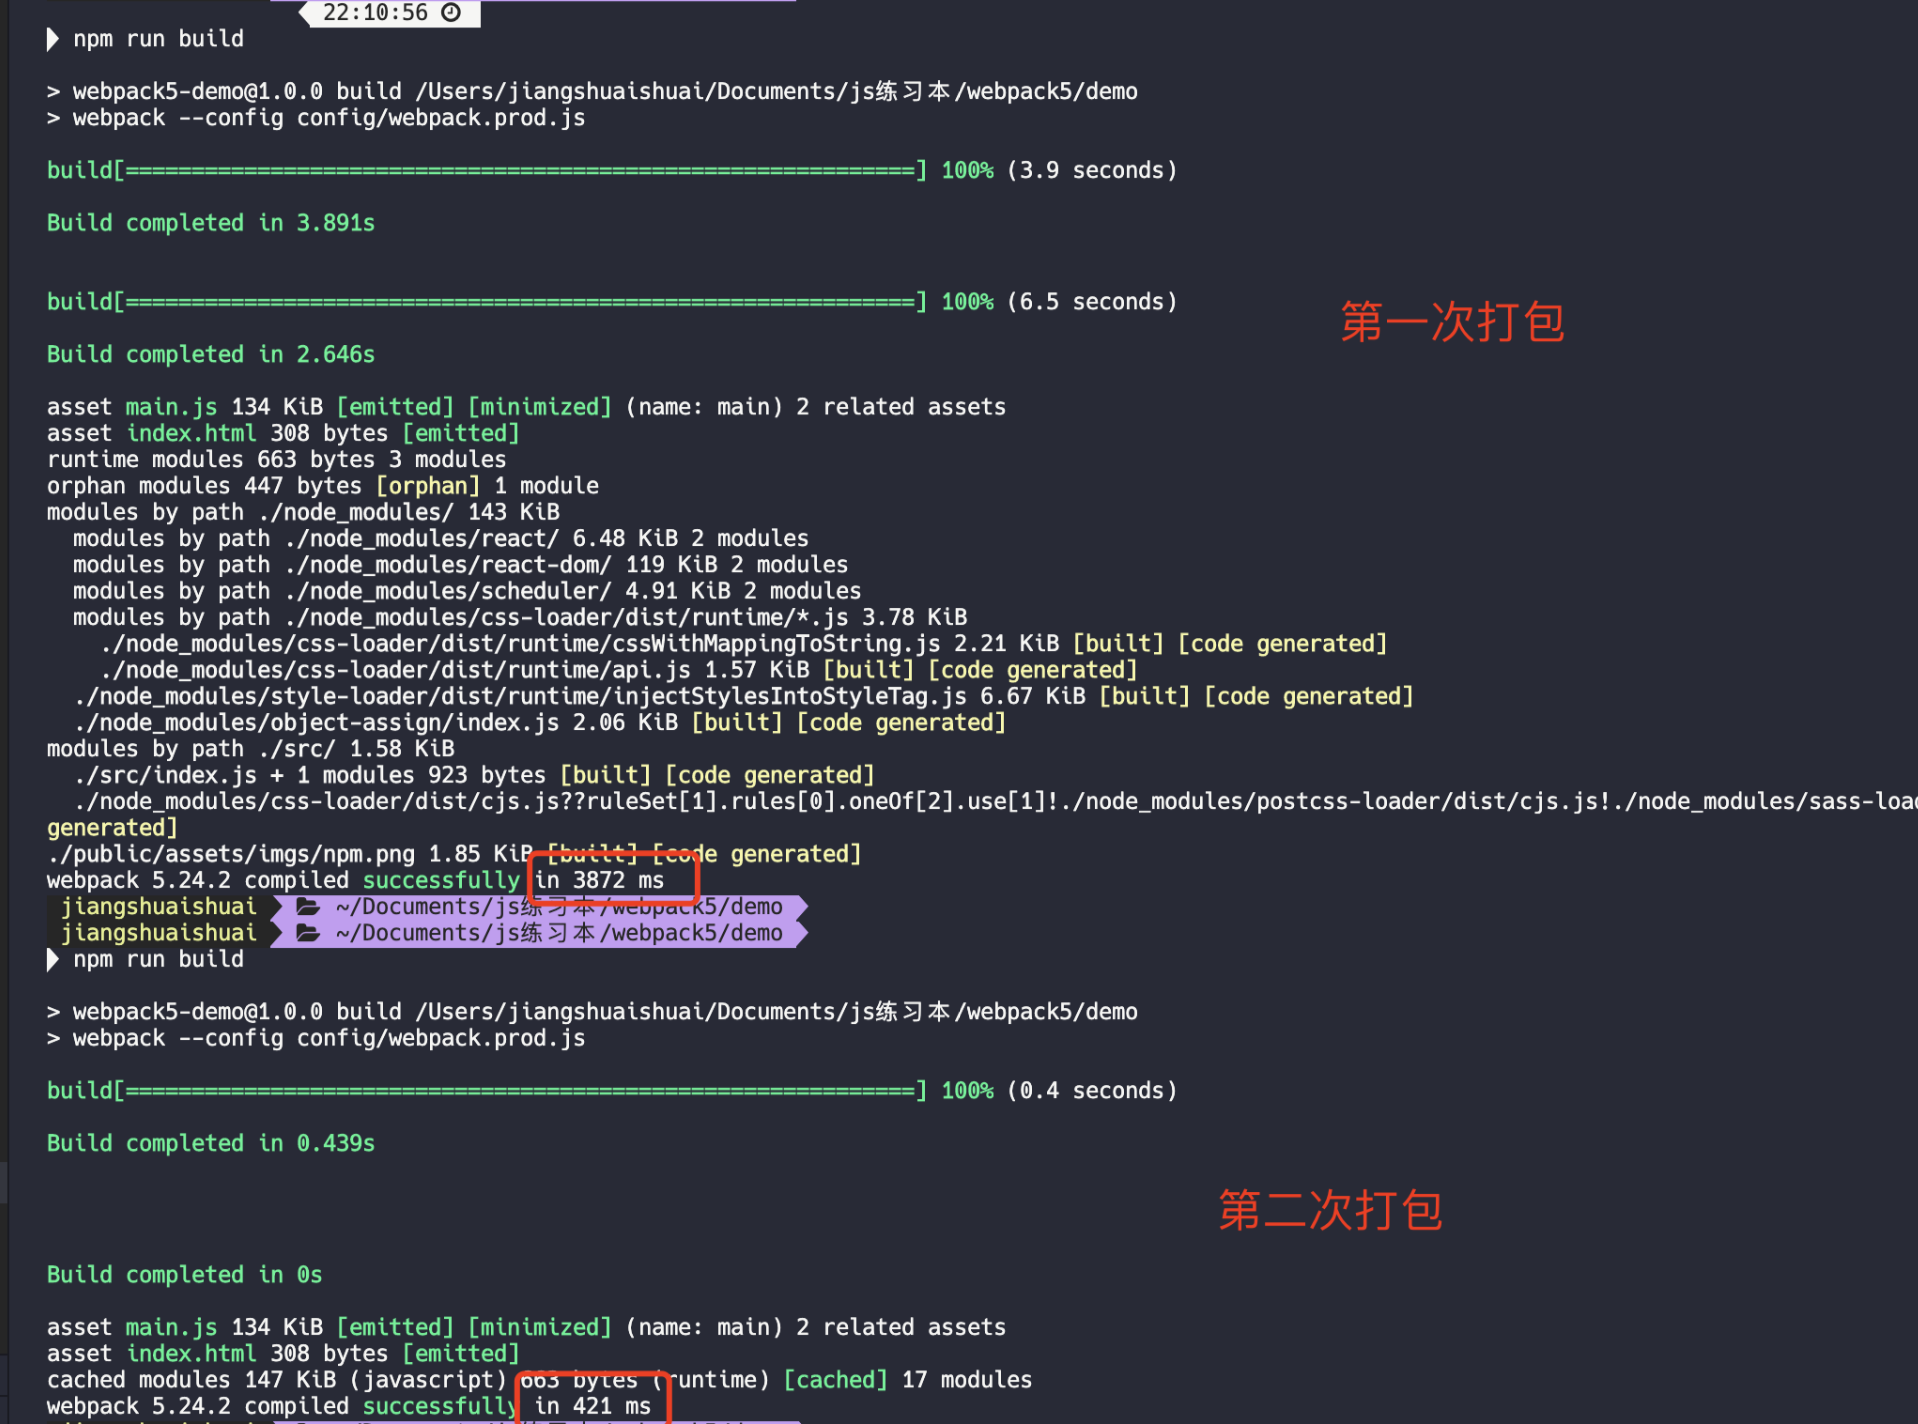 22:10:56
npm run build
> webpack5-demo@1.0.0 build /Users/jiangshuaishuai/Documents/js练习本/webpack5/demo
> webpack --config config/webpack.prod.js
build[============================================================] 100% (3.9 seconds)
Build completed in 3.891s
build[============================================================] 100% (6.5 seconds)
第一次打包
Build completed in 2.646s
asset main.js 134 KiB [emitted] [minimized] (name: main) 2 related assets
asset index.html 308 bytes [emitted]
runtime modules 663 bytes 3 modules
orphan modules 447 bytes [orphan] 1 module
modules by path ./node_modules/ 143 KiB
modules by path ./node_modules/react/ 6.48 KiB 2 modules
modules by path ./node_modules/react-dom/ 119 KiB 2 modules
modules by path ./node_modules/scheduler/ 4.91 KiB 2 modules
modules by path ./node_modules/css-loader/dist/runtime/*.js 3.78 KiB
./node_modules/css-loader/dist/runtime/cssWithMappingToString.js 2.21 KiB [built] [code generated]
./node_modules/css-loader/dist/runtime/api.js 1.57 KiB [built] [code generated]
./node_modules/style-loader/dist/runtime/injectStylesIntoStyleTag.js 6.67 KiB [built] [code generated]
./node_modules/object-assign/index.js 2.06 KiB [built] [code generated]
modules by path ./src/ 1.58 KiB
./src/index.js + 1 modules 923 bytes [built] [code generated]
./node_modules/css-loader/dist/cjs.js??ruleSet[1].rules[0].oneOf[2].use[1]!./node_modules/postcss-loader/dist/cjs.js!./node_modules/sass-loa
generated]
./public/assets/imgs/npm.png 1.85 KiB [built] [code generated]
webpack 5.24.2 compiled successfully in 3872 ms
jiangshuaishuai ~/Documents/js练习本/webpack5/demo
jiangshuaishuai ~/Documents/js练习本/webpack5/demo
npm run build
> webpack5-demo@1.0.0 build /Users/jiangshuaishuai/Documents/js练习本/webpack5/demo
> webpack --config config/webpack.prod.js
build[============================================================] 100% (0.4 seconds)
Build completed in 0.439s
第二次打包
Build completed in 0s
asset main.js 134 KiB [emitted] [minimized] (name: main) 2 related assets
asset index.html 308 bytes [emitted]
cached modules 147 KiB (javascript) 663 bytes (runtime) [cached] 17 modules
webpack 5.24.2 compiled successfully in 421 ms